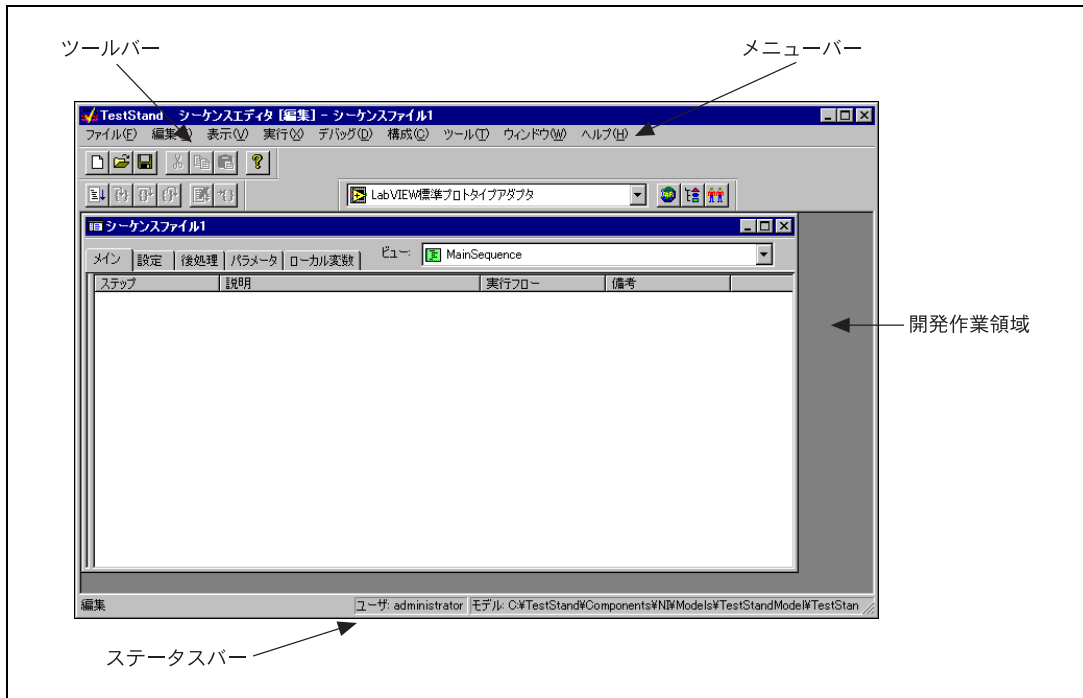 ツールバー
メニューバー
TestStand シーケンスエディタ [編集] - シーケンスファイル1
ファイル(F) 編集 表示(V) 実行(X) デバッグ(D) 構成(C) ツール(T) ウィンドウ(W) ヘルプ(H)
LabVIEW標準プロトタイプアダプタ
シーケンスファイル1
メイン 設定 後処理 パラメータ ローカル変数 ビュー: MainSequence
ステップ 説明 実行フロー 備考
開発作業領域
編集 ユーザ: administrator モデル: C:¥TestStand¥Components¥NI¥Models¥TestStandModel¥TestStan
ステータスバー